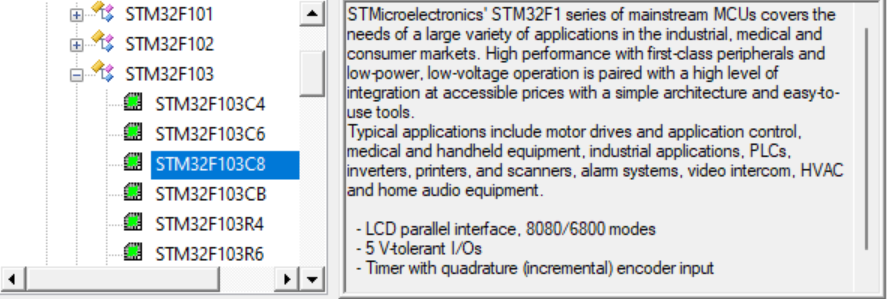 STM32F101
STM32F102
STM32F103
STM32F103C4
STM32F103C6
STM32F103C8
STM32F103CB
STM32F103R4
STM32F103R6
STMicroelectronics' STM32F1 series of mainstream MCUs covers the
needs of a large variety of applications in the industrial, medical and
consumer markets. High performance with first-class peripherals and
low-power, low-voltage operation is paired with a high level of
integration at accessible prices with a simple architecture and easy-to-
use tools.
Typical applications include motor drives and application control,
medical and handheld equipment, industrial applications, PLCs,
inverters, printers, and scanners, alarm systems, video intercom, HVAC
and home audio equipment.
- LCD parallel interface, 8080/6800 modes
- 5 V-tolerant I/Os
- Timer with quadrature (incremental) encoder input